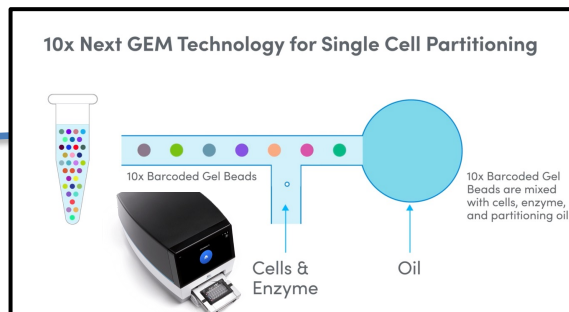 10x Next GEM Technology for Single Cell Partitioning
10x Barcoded Gel Beads
Cells &
Enzyme
Oil
10x Barcoded Gel
Beads are mixed
with cells, enzyme,
and partitioning oil